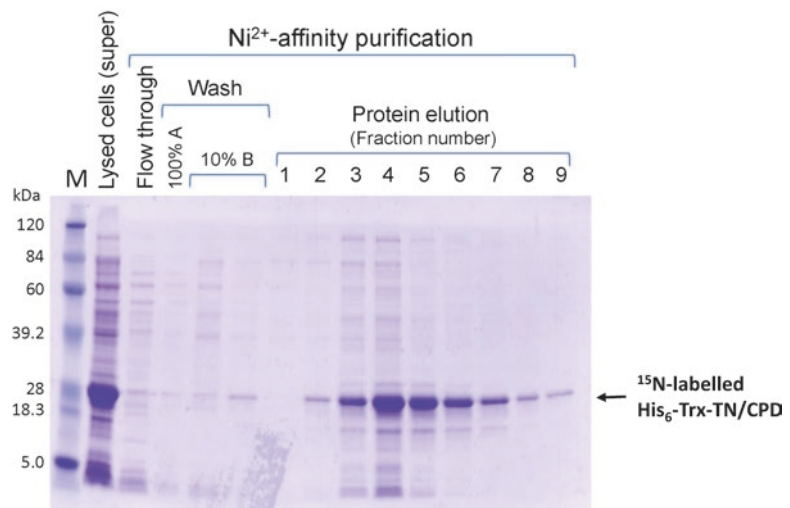 Ni²⁺-affinity purification
Lysed cells (super)
Flow through
Wash
100% A
10% B
Protein elution
(Fraction number)
M
1 2 3 4 5 6 7 8 9
kDa
120
84
60
39.2
28
18.3
5.0
¹⁵N-labelled
His₆-Trx-TN/CPD